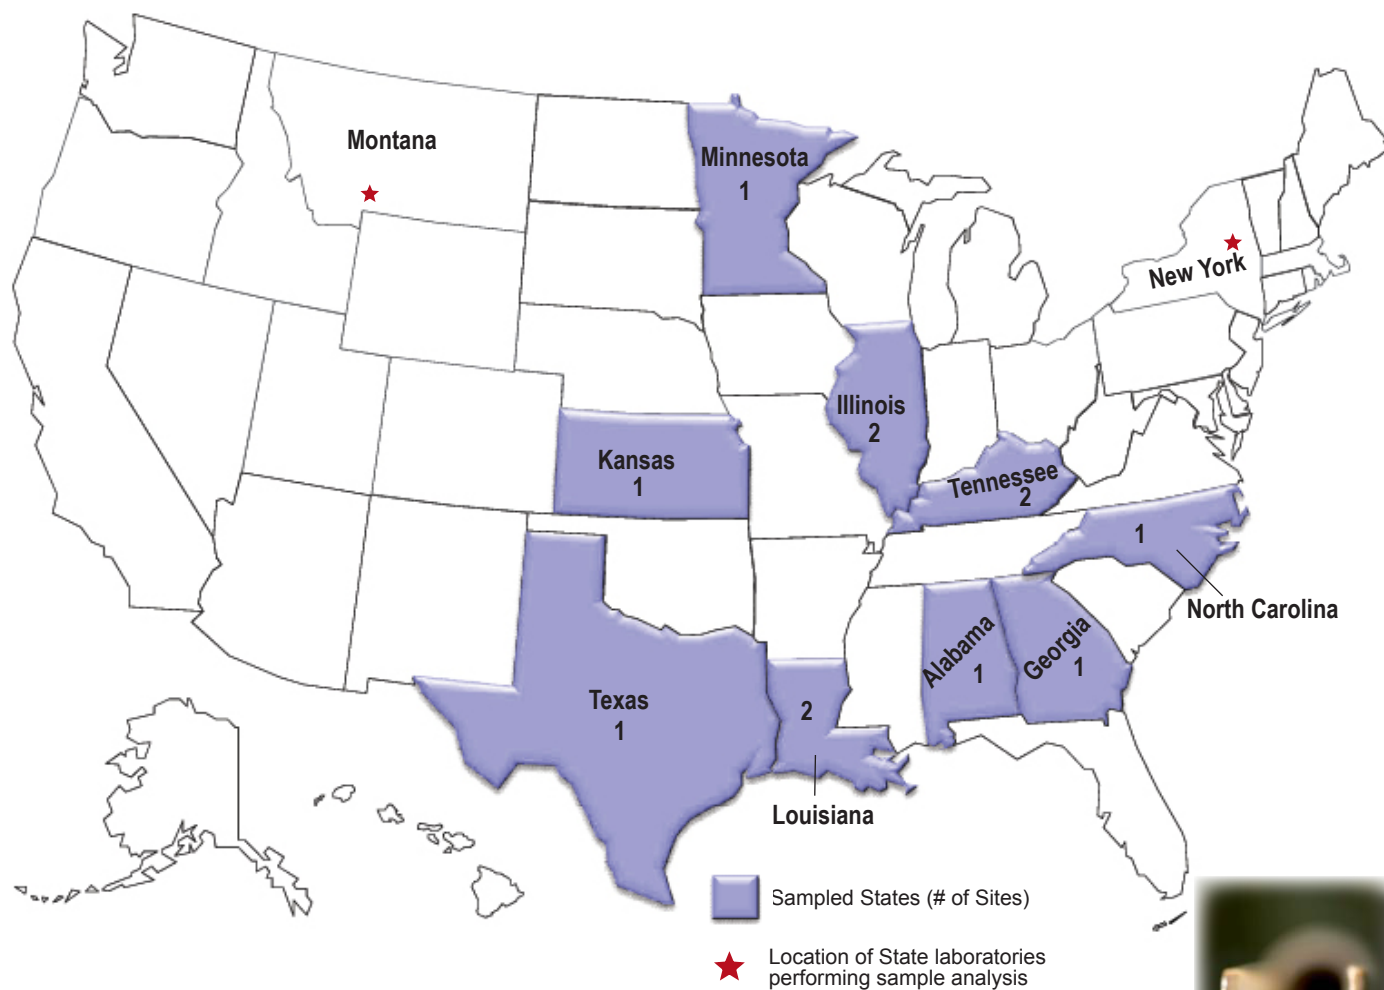 Montana
Minnesota
1
New York
Illinois
2
Kansas
1
Tennessee
2
1
North Carolina
Alabama
1
Georgia
1
Texas
1
2
Louisiana
Sampled States (# of Sites)
Location of State laboratories
performing sample analysis